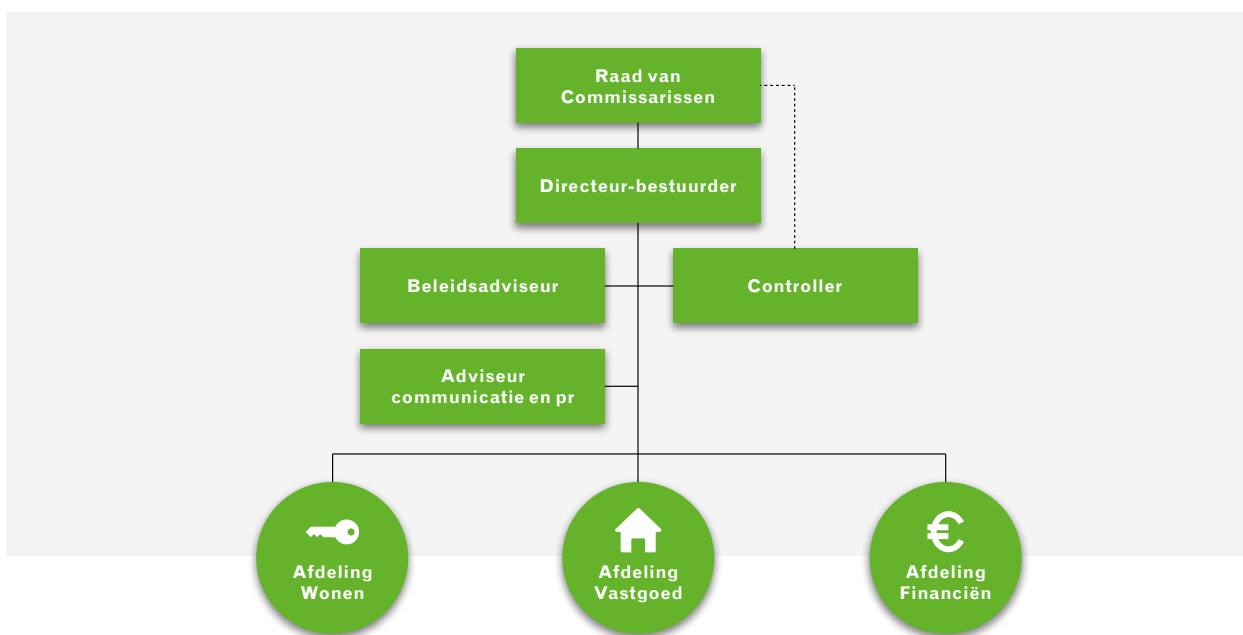 Raad van
Commissarissen
Directeur-bestuurder
Beleidsadviseur
Controller
Adviseur
communicatie en pr
Afdeling
Wonen
Afdeling
Vastgoed
€
Afdeling
Financiën